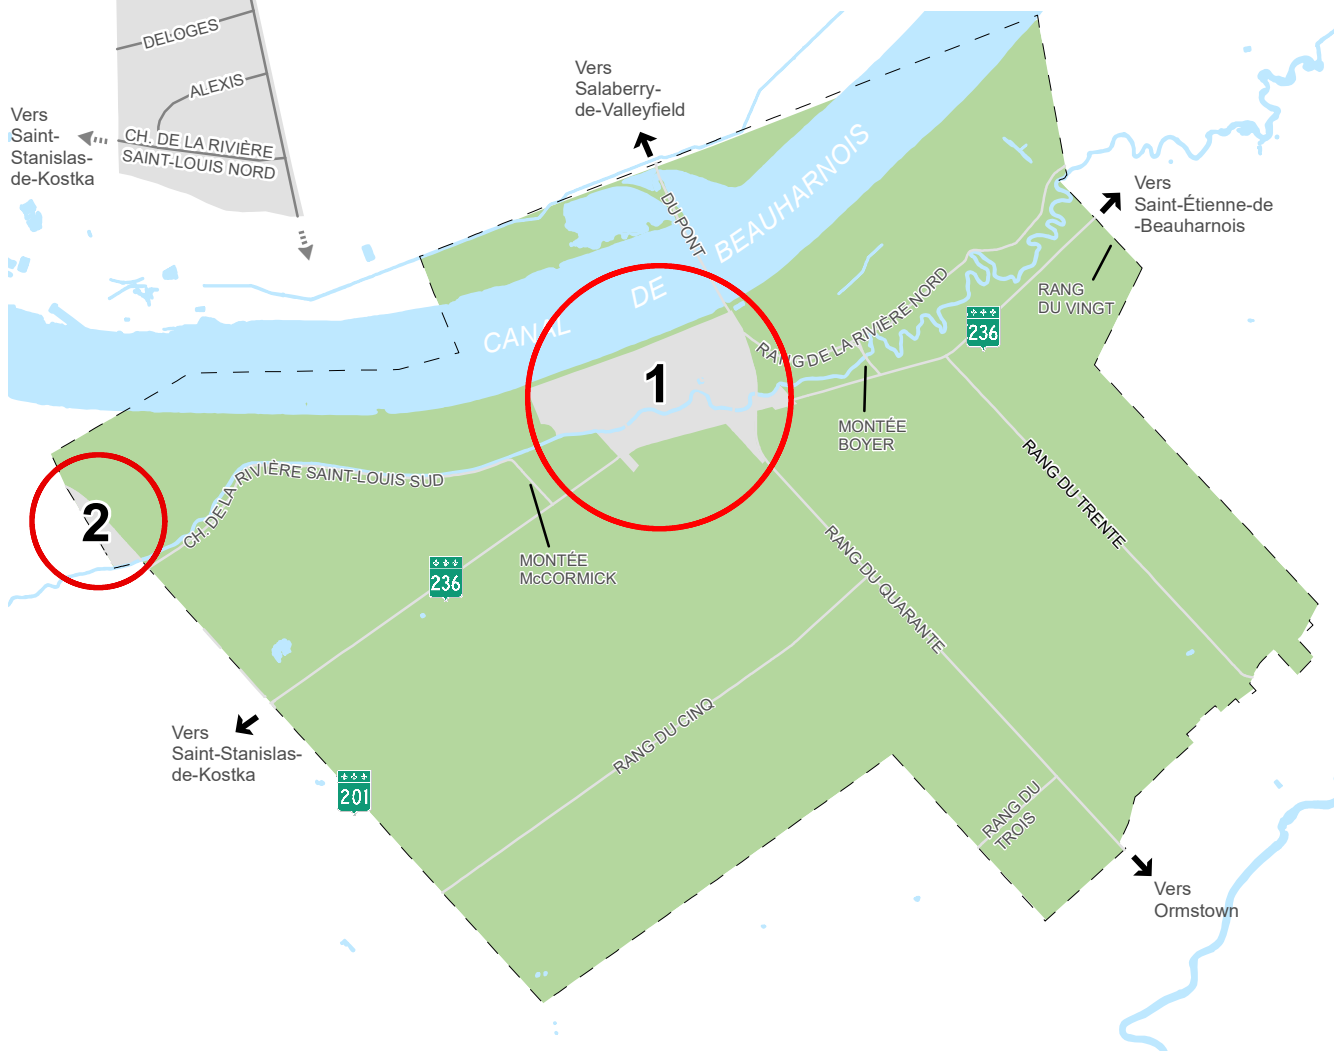 DELOGES
ALEXIS
Vers
Saint-
Stanislas-
de-Kostka
CH. DE LA RIVIÈRE
SAINT-LOUIS NORD
Vers
Salaberry-
de-Valleyfield
DU PONT
CANAL DE BEAUHARNOIS
Vers
Saint-Étienne-de
-Beauharnois
RANG
DU VINGT
236
RANG DE LA RIVIÈRE NORD
1
MONTÉE
BOYER
RANG DU TRENTE
2
CH. DE LA RIVIÈRE SAINT-LOUIS SUD
MONTÉE
McCORMICK
236
RANG DU QUARANTE
Vers
Saint-Stanislas-
de-Kostka
201
RANG DU CINQ
RANG DU
TROIS
Vers
Ormstown